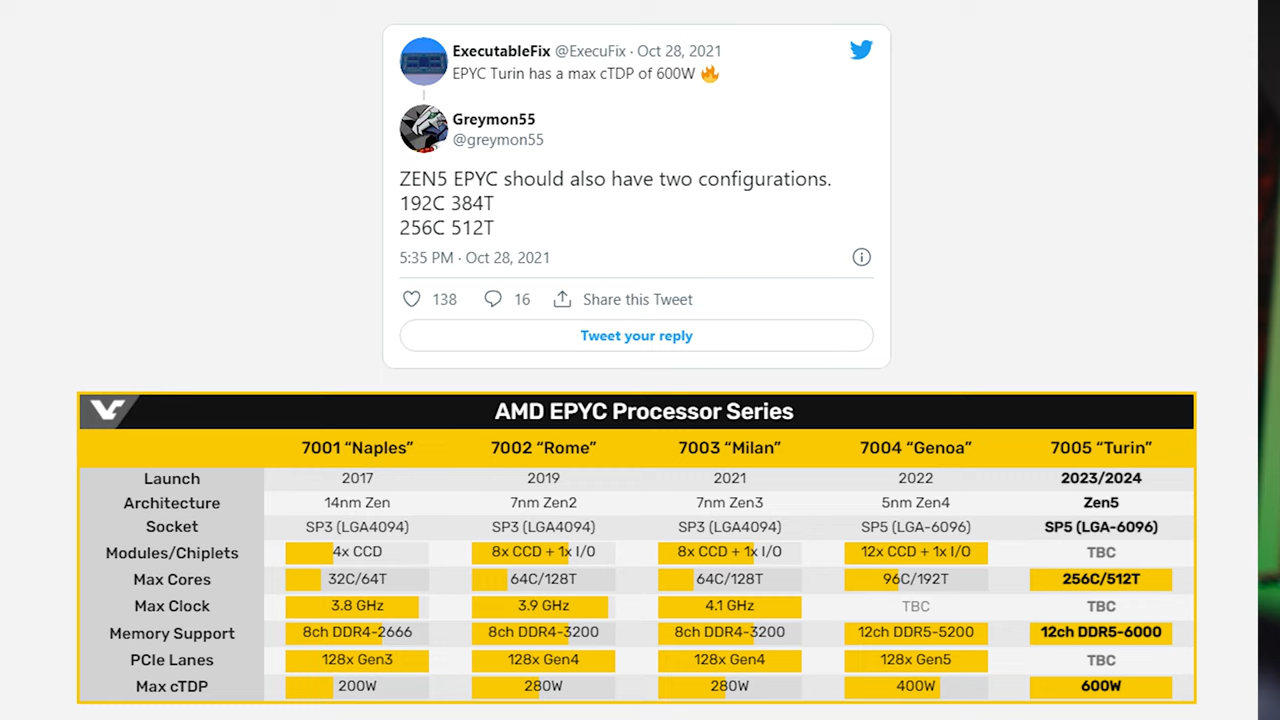 ExecutableFix @ExecuFix · Oct 28, 2021
EPYC Turin has a max cTDP of 600W 🔥
Greymon55
@greymon55
ZEN5 EPYC should also have two configurations.
192C 384T
256C 512T
5:35 PM · Oct 28, 2021
138 16 Share this Tweet
Tweet your reply
AMD EPYC Processor Series
7001 “Naples” 7002 “Rome” 7003 “Milan” 7004 “Genoa” 7005 “Turin”
Launch 2017 2019 2021 2022 2023/2024
Architecture 14nm Zen 7nm Zen2 7nm Zen3 5nm Zen4 Zen5
Socket SP3 (LGA4094) SP3 (LGA4094) SP3 (LGA4094) SP5 (LGA-6096) SP5 (LGA-6096)
Modules/Chiplets 4x CCD 8x CCD + 1x I/O 8x CCD + 1x I/O 12x CCD + 1x I/O TBC
Max Cores 32C/64T 64C/128T 64C/128T 96C/192T 256C/512T
Max Clock 3.8 GHz 3.9 GHz 4.1 GHz TBC TBC
Memory Support 8ch DDR4-2666 8ch DDR4-3200 8ch DDR4-3200 12ch DDR5-5200 12ch DDR5-6000
PCIe Lanes 128x Gen3 128x Gen4 128x Gen4 128x Gen5 TBC
Max cTDP 200W 280W 280W 400W 600W